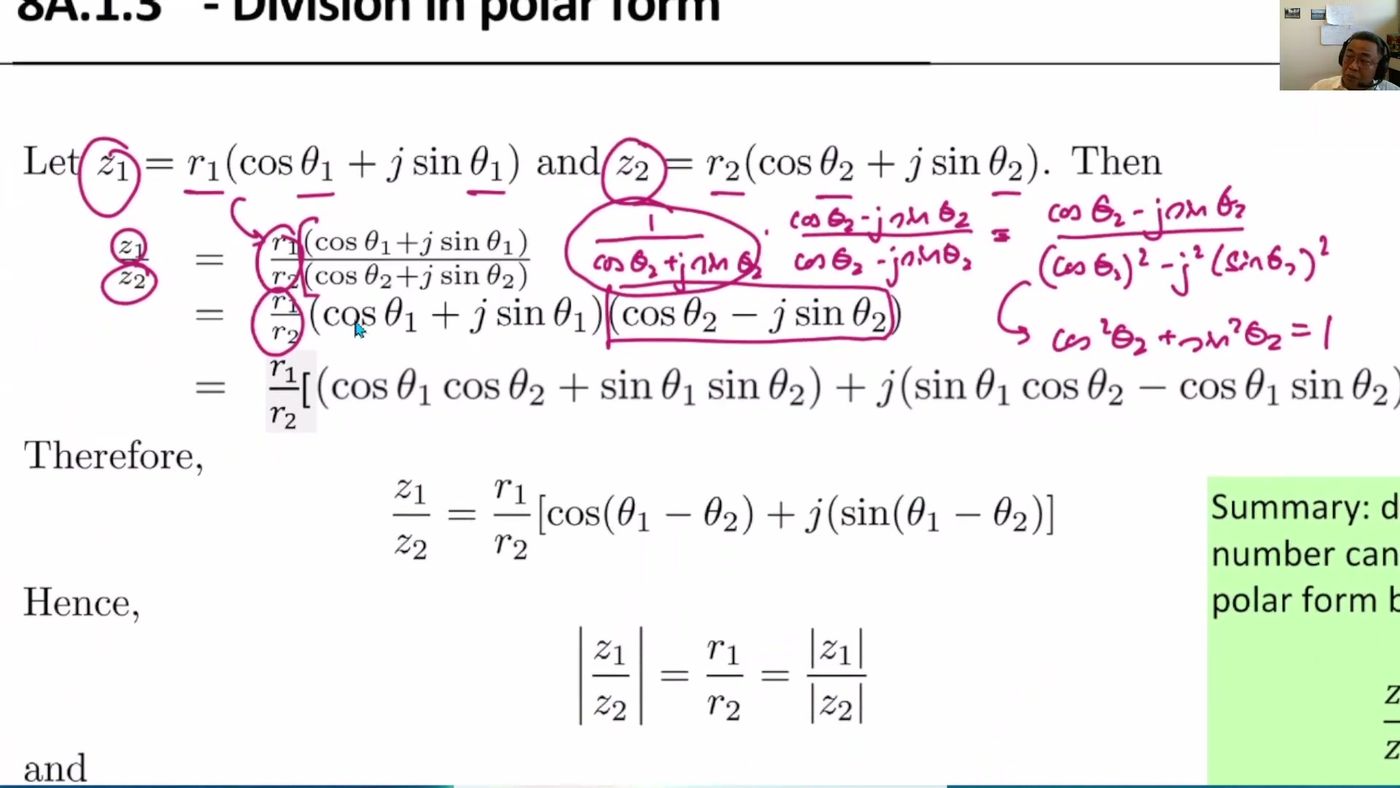 8A.1.3 - Division in polar form
Let z₁ = r₁(cos θ₁ + j sin θ₁) and z₂ = r₂(cos θ₂ + j sin θ₂). Then
z₁/z₂ = r₁(cos θ₁+j sin θ₁)/r₂(cos θ₂+j sin θ₂)
1/(cos θ₂+j sin θ₂) · (cos θ₂-j sin θ₂)/(cos θ₂-j sin θ₂) = (cos θ₂-j sin θ₂)/((cos θ₂)²-j²(sin θ₂)²)
= r₁/r₂ (cos θ₁ + j sin θ₁)(cos θ₂ − j sin θ₂)
cos²θ₂+sin²θ₂=1
= r₁/r₂ [(cos θ₁ cos θ₂ + sin θ₁ sin θ₂) + j(sin θ₁ cos θ₂ − cos θ₁ sin θ₂)
Therefore,
z₁/z₂ = r₁/r₂ [cos(θ₁ − θ₂) + j(sin(θ₁ − θ₂)]
Hence,
|z₁/z₂| = r₁/r₂ = |z₁|/|z₂|
and
Summary: d
number can
polar form b
z
z